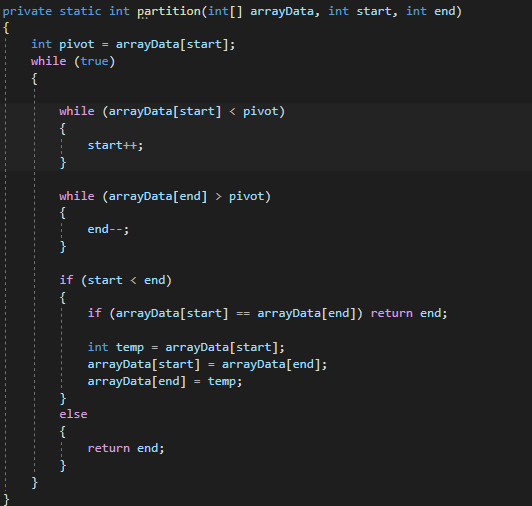 private static int partition(int[] arrayData, int start, int end)
{
int pivot = arrayData[start];
while (true)
{
while (arrayData[start] < pivot)
{
start++;
}
while (arrayData[end] > pivot)
{
end--;
}
if (start < end)
{
if (arrayData[start] == arrayData[end]) return end;
int temp = arrayData[start];
arrayData[start] = arrayData[end];
arrayData[end] = temp;
}
else
{
return end;
}
}
}